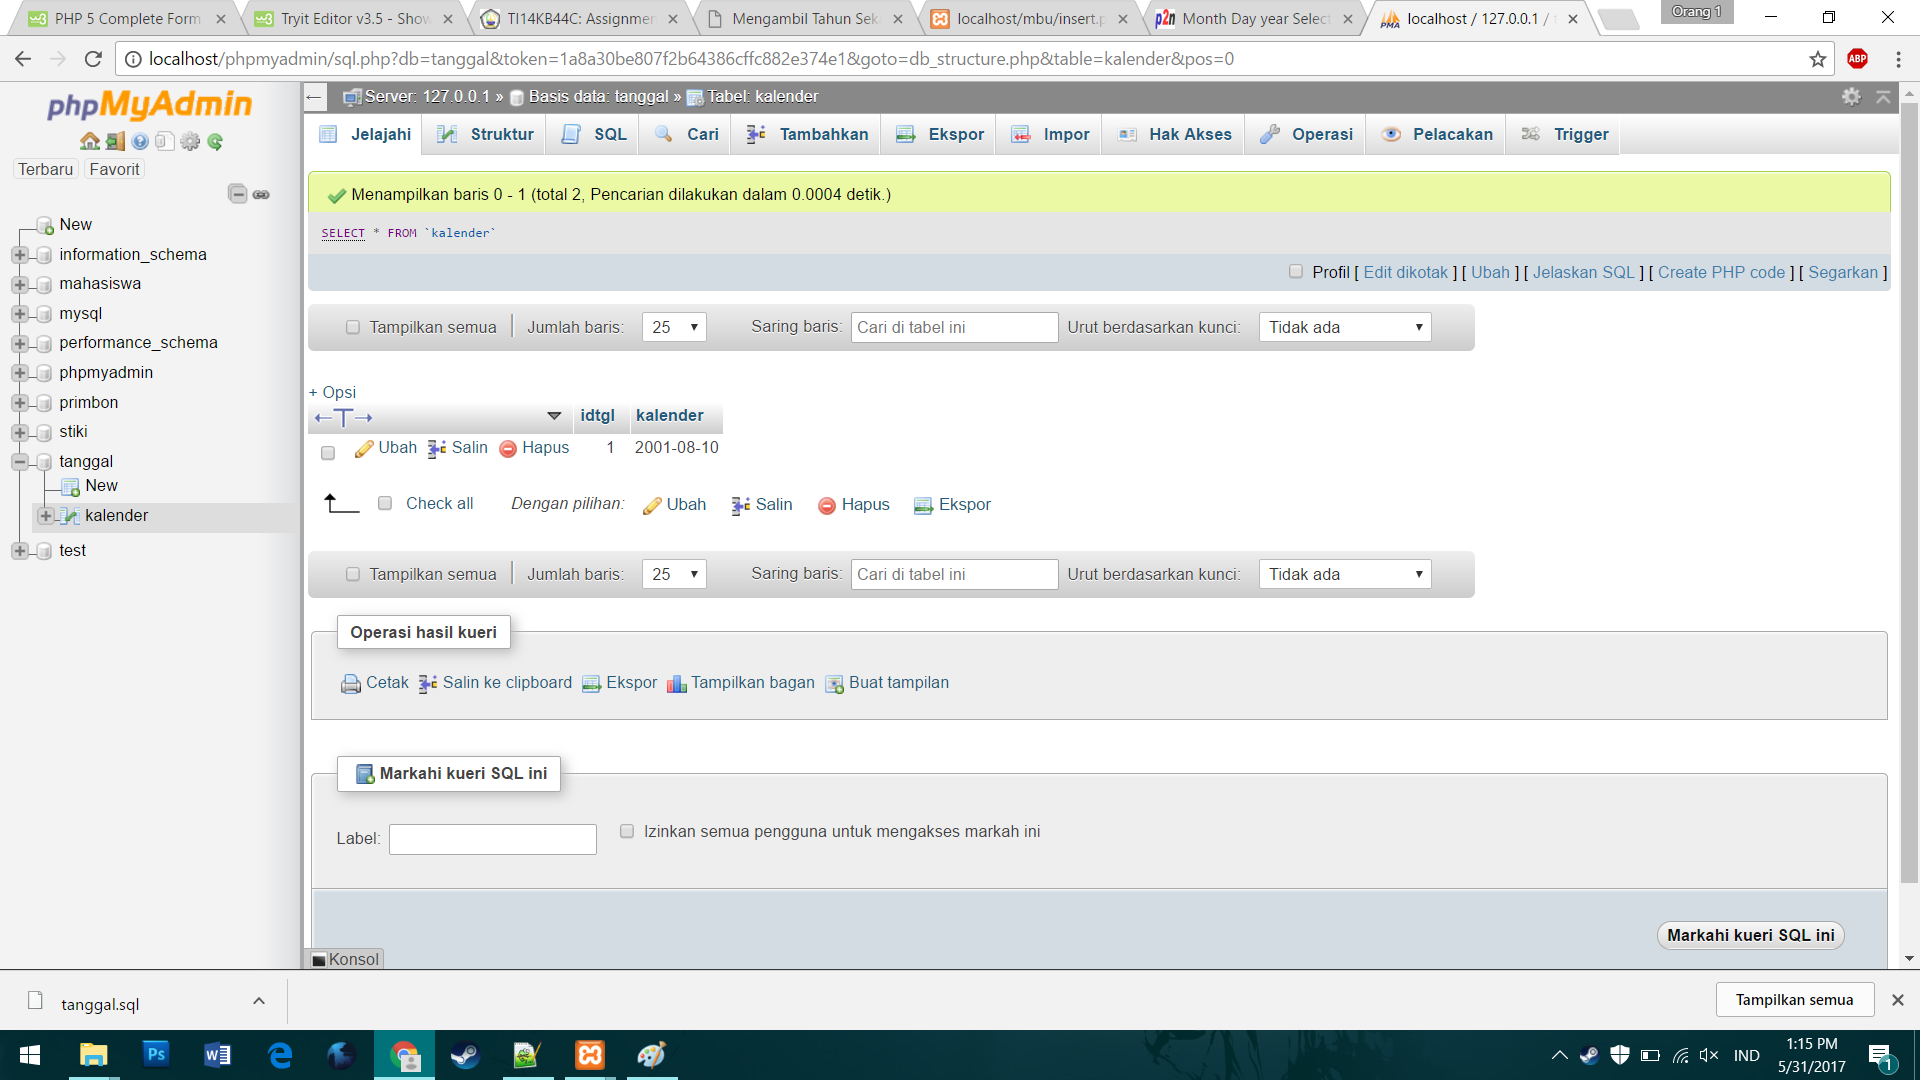 PHP 5 Complete Form
Tryit Editor v3.5 - Show
TI14KB44C: Assignmen
Mengambil Tahun Sek
localhost/mbu/insert.p
Month Day year Select
localhost / 127.0.0.1 / t
Orang 1
localhost/phpmyadmin/sql.php?db=tanggal&token=1a8a30be807f2b64386cffc882e374e1&goto=db_structure.php&table=kalender&pos=0
ABP
phpMyAdmin
Terbaru Favorit
New
information_schema
mahasiswa
mysql
performance_schema
phpmyadmin
primbon
stiki
tanggal
New
kalender
test
Server: 127.0.0.1 » Basis data: tanggal » Tabel: kalender
Jelajahi Struktur SQL Cari Tambahkan Ekspor Impor Hak Akses Operasi Pelacakan Trigger
Menampilkan baris 0 - 1 (total 2, Pencarian dilakukan dalam 0.0004 detik.)
SELECT * FROM `kalender`
Profil [ Edit dikotak ] [ Ubah ] [ Jelaskan SQL ] [ Create PHP code ] [ Segarkan ]
Tampilkan semua Jumlah baris: 25 Saring baris: Cari di tabel ini Urut berdasarkan kunci: Tidak ada
+ Opsi
←T→ idtgl kalender
Ubah Salin Hapus 1 2001-08-10
Check all Dengan pilihan: Ubah Salin Hapus Ekspor
Tampilkan semua Jumlah baris: 25 Saring baris: Cari di tabel ini Urut berdasarkan kunci: Tidak ada
Operasi hasil kueri
Cetak Salin ke clipboard Ekspor Tampilkan bagan Buat tampilan
Markahi kueri SQL ini
Label: Izinkan semua pengguna untuk mengakses markah ini
Markahi kueri SQL ini
Konsol
tanggal.sql
Tampilkan semua
IND
1:15 PM
5/31/2017
1